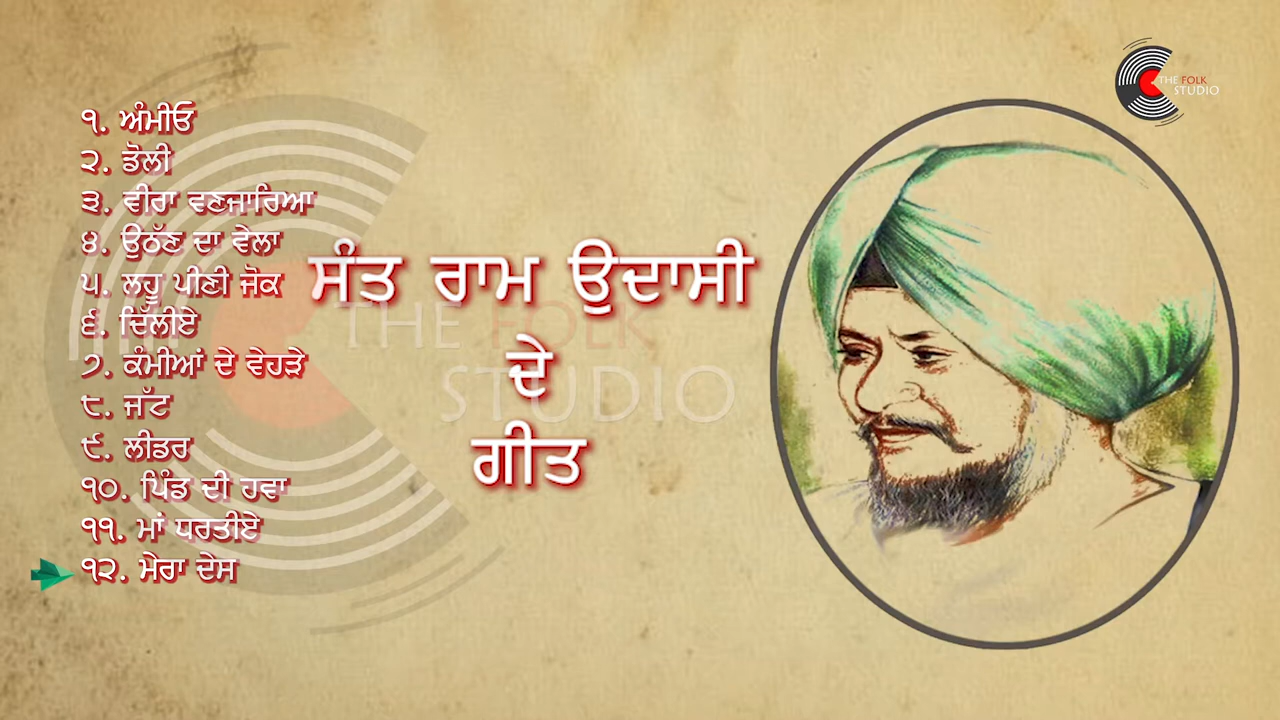 THE FOLK
STUDIO
੧. ਅੰਮੀਓ
੨. ਡੋਲੀ
੩. ਵੀਰਾ ਵਣਜਾਰਿਆ
੪. ਉਠੱਣ ਦਾ ਵੇਲਾ
੫. ਲਹੂ ਪੀਣੀ ਜੋਕ
੬. ਦਿੱਲੀਏ
੭. ਕੰਮੀਆਂ ਦੇ ਵੇਹੜੇ
੮. ਜੱਟ
੯. ਲੀਡਰ
੧੦. ਪਿੰਡ ਦੀ ਹਵਾ
੧੧. ਮਾਂ ਧਰਤੀਏ
੧੨. ਮੇਰਾ ਦੇਸ
ਸੰਤ ਰਾਮ ਉਦਾਸੀ
ਦੇ
ਗੀਤ
THE FOLK
STUDIO